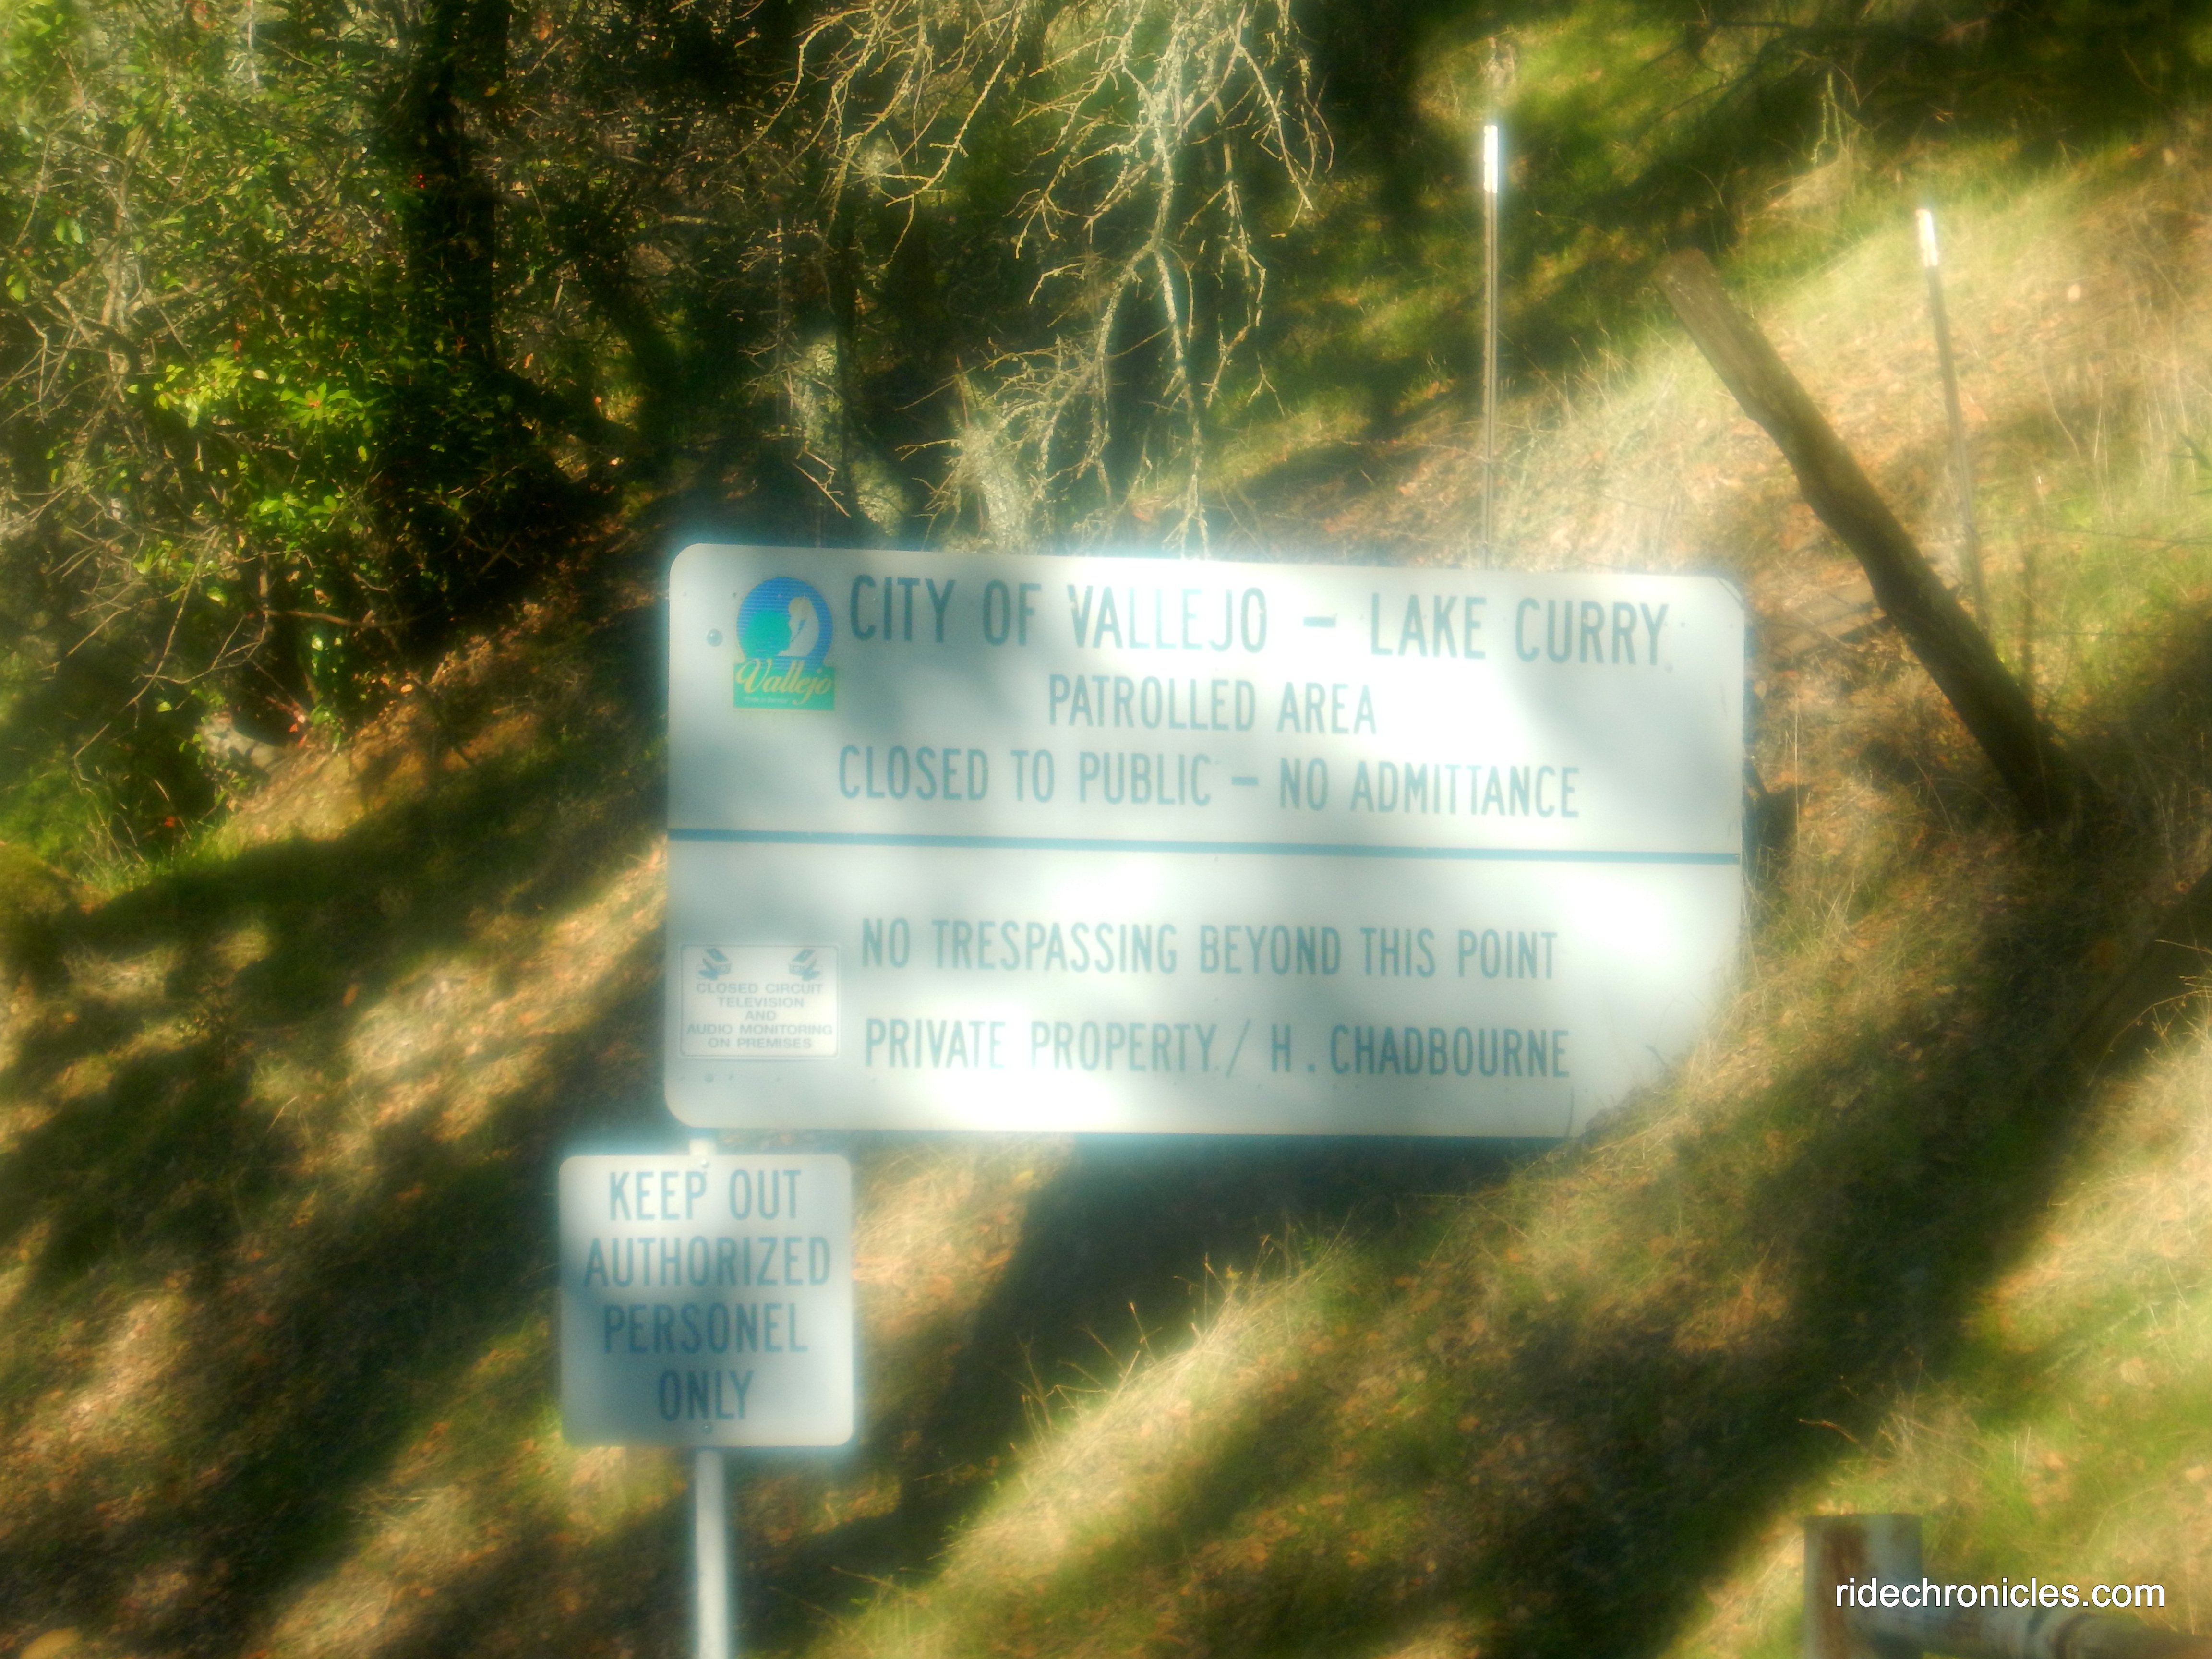 CITY OF VALLEJO - LAKE CURRY
Vallejo
PATROLLED AREA
CLOSED TO PUBLIC - NO ADMITTANCE
NO TRESPASSING BEYOND THIS POINT
PRIVATE PROPERTY/ H. CHADBOURNE
CLOSED CIRCUIT
TELEVISION
AND
AUDIO MONITORING
ON PREMISES
KEEP OUT
AUTHORIZED
PERSONEL
ONLY
ridechronicles.com